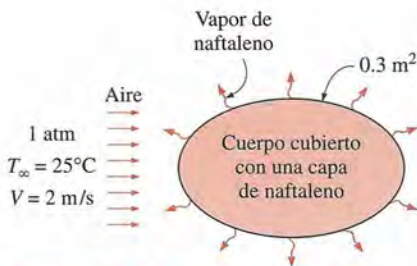 Vapor de
naftaleno
0.3 m²
Aire
1 atm
T∞ = 25°C
V = 2 m/s
Cuerpo cubierto
con una capa
de naftaleno